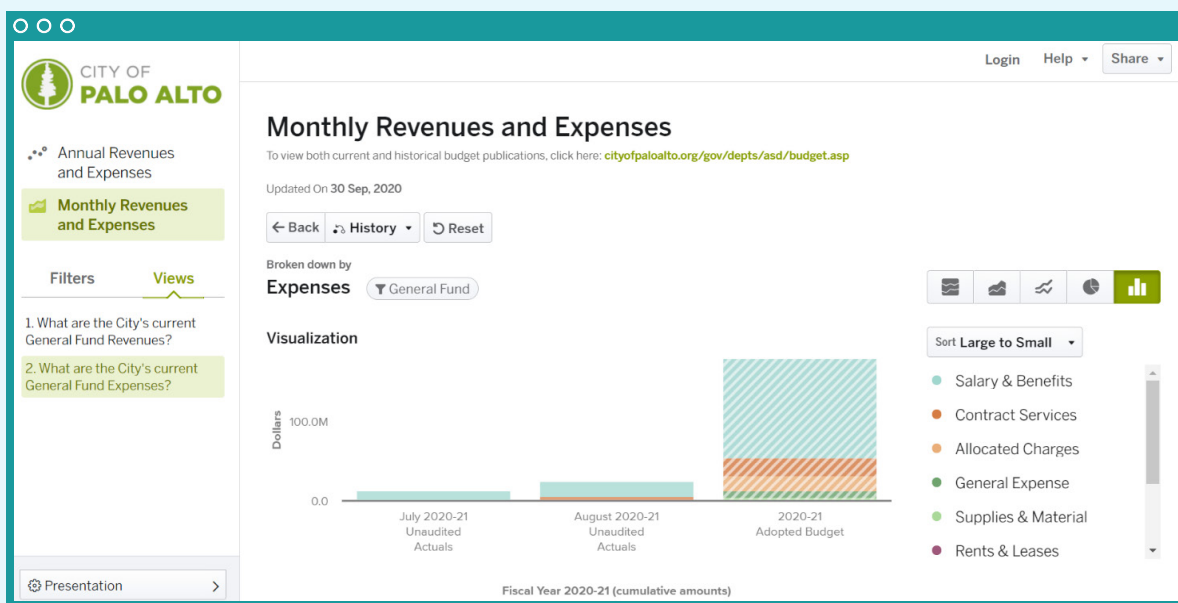 CITY OF
PALO ALTO
Login
Help
Share
Annual Revenues
and Expenses
Monthly Revenues
and Expenses
Filters
Views
1. What are the City's current
General Fund Revenues?
2. What are the City's current
General Fund Expenses?
Presentation
Monthly Revenues and Expenses
To view both current and historical budget publications, click here: cityofpaloalto.org/gov/depts/asd/budget.asp
Updated On 30 Sep, 2020
Back
History
Reset
Broken down by
Expenses
General Fund
Visualization
Dollars
100.0M
0.0
July 2020-21
Unaudited
Actuals
August 2020-21
Unaudited
Actuals
2020-21
Adopted Budget
Fiscal Year 2020-21 (cumulative amounts)
Sort Large to Small
Salary & Benefits
Contract Services
Allocated Charges
General Expense
Supplies & Material
Rents & Leases